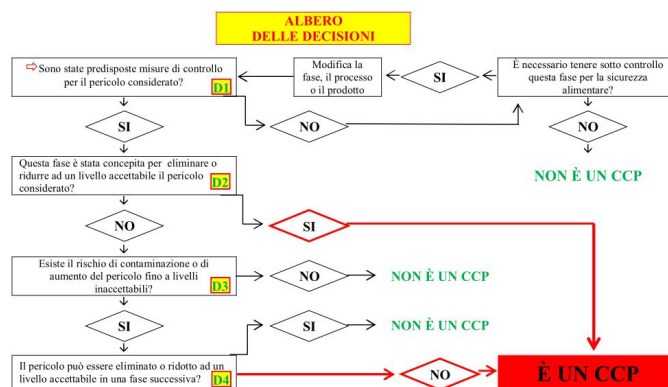 ALBERO
DELLE DECISIONI
⇨Sono state predisposte misure di controllo
per il pericolo considerato?
D1
Modifica la
fase, il processo
o il prodotto
SI
È necessario tenere sotto controllo
questa fase per la sicurezza
alimentare?
SI
NO
NO
Questa fase è stata concepita per eliminare o
ridurre ad un livello accettabile il pericolo
considerato?
D2
NON È UN CCP
NO
SI
Esiste il rischio di contaminazione o di
aumento del pericolo fino a livelli
inaccettabili?
D3
NO
NON È UN CCP
SI
SI
NON È UN CCP
Il pericolo può essere eliminato o ridotto ad un
livello accettabile in una fase successiva?
D4
NO
È UN CCP